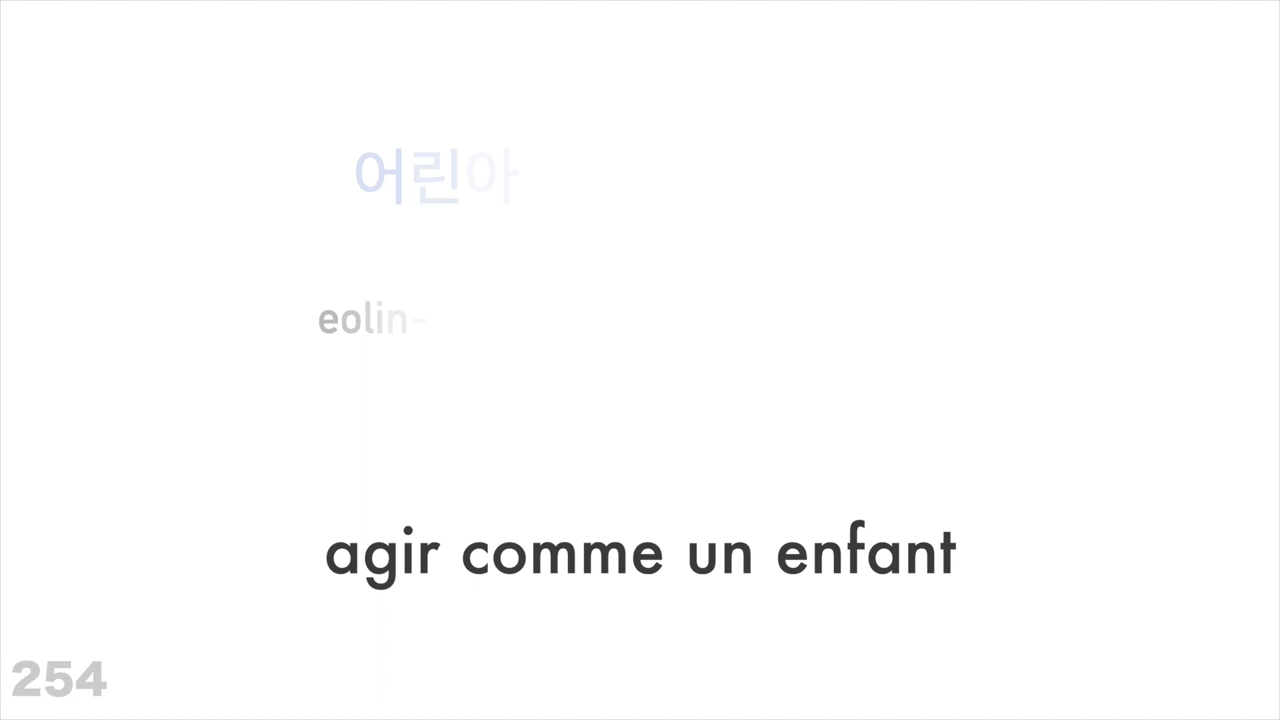 어린아
eolin-
agir comme un enfant
254